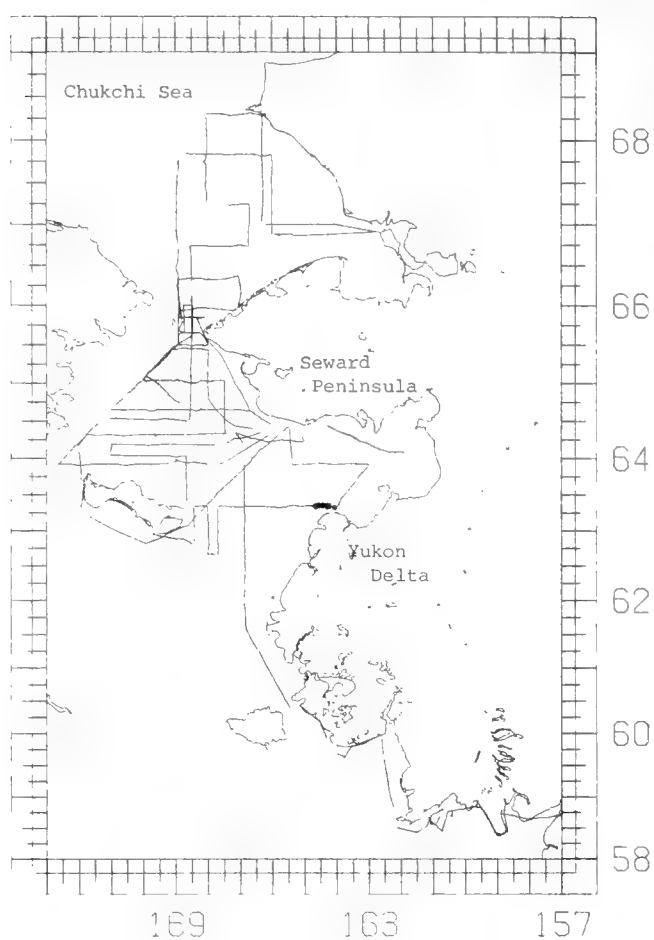 Chukchi Sea
68
66
Seward
Peninsula
64
Yukon
Delta
62
60
58
169 163 157